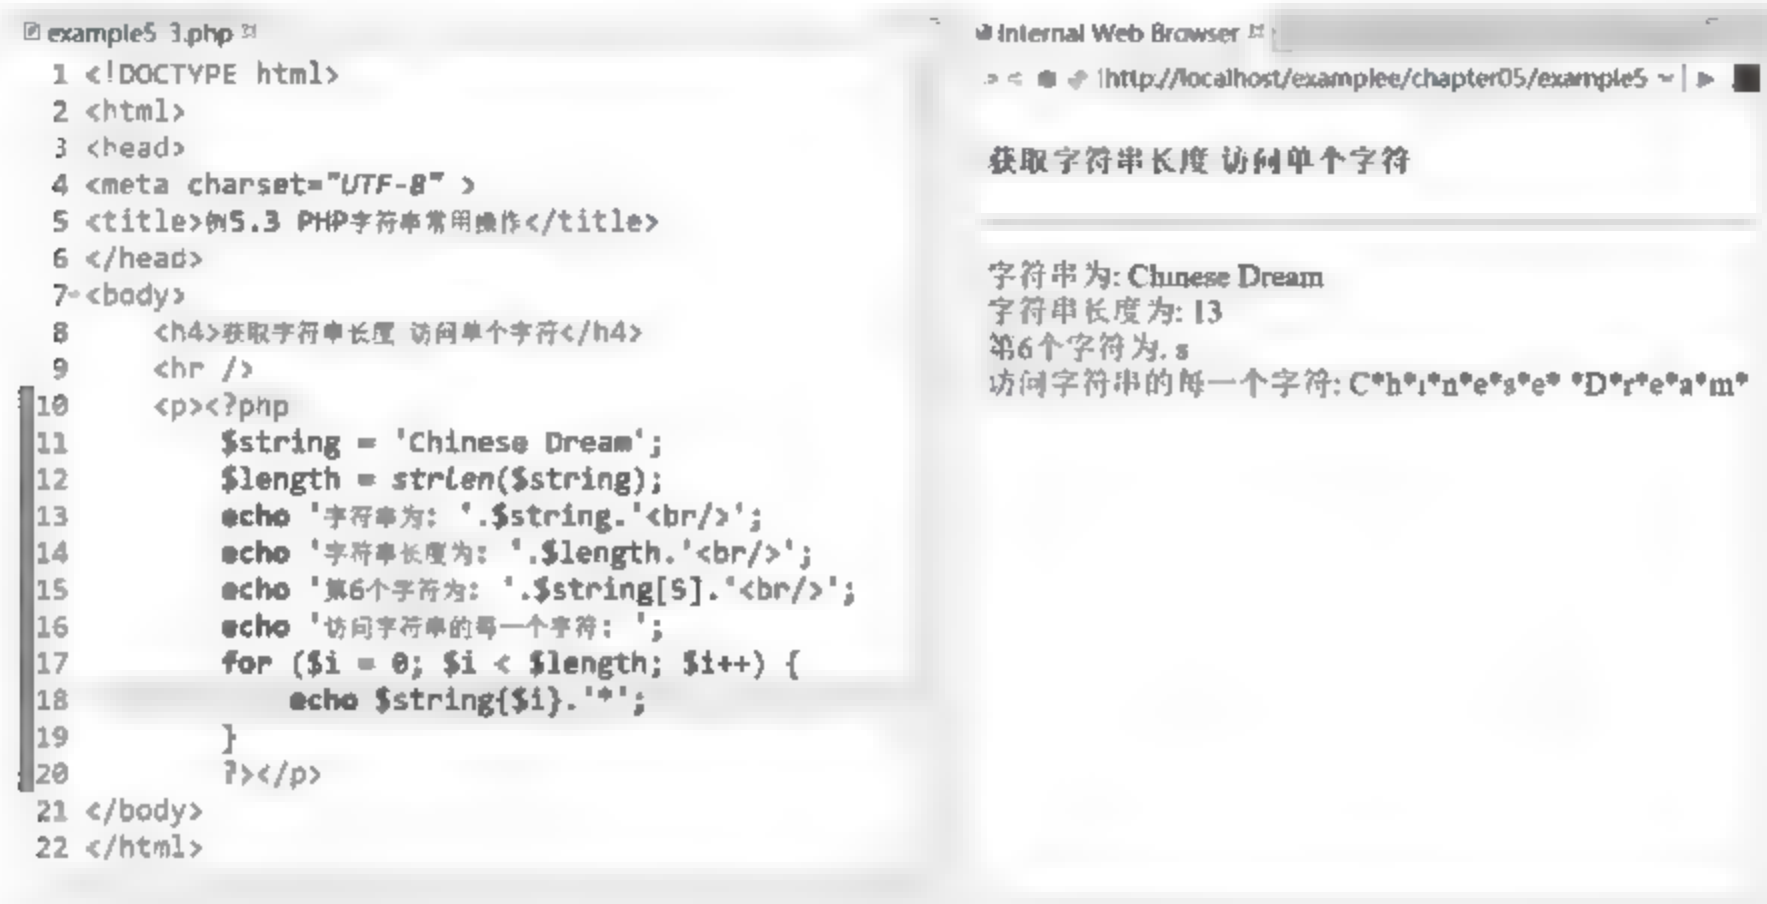 example5_3.php
1 <!DOCTYPE html>
2 <html>
3 <head>
4 <meta charset="UTF-8" >
5 <title>例5.3 PHP字符串常用操作</title>
6 </head>
7 <body>
8 <h4>获取字符串长度 访问单个字符</h4>
9 <hr />
10 <p><?php
11 $string = 'Chinese Dream';
12 $length = strlen($string);
13 echo '字符串为: '.$string.'<br/>';
14 echo '字符串长度为: '.$length.'<br/>';
15 echo '第6个字符为: '.$string[5].'<br/>';
16 echo '访问字符串的每一个字符: ';
17 for ($i = 0; $i < $length; $i++) {
18 echo $string{$i}.'*';
19 }
20 ?></p>
21 </body>
22 </html>
Internal Web Browser
http://localhost/examplee/chapter05/example5
获取字符串长度 访问单个字符
字符串为: Chinese Dream
字符串长度为: 13
第6个字符为: s
访问字符串的每一个字符: C*h*i*n*e*s*e* *D*r*e*a*m*